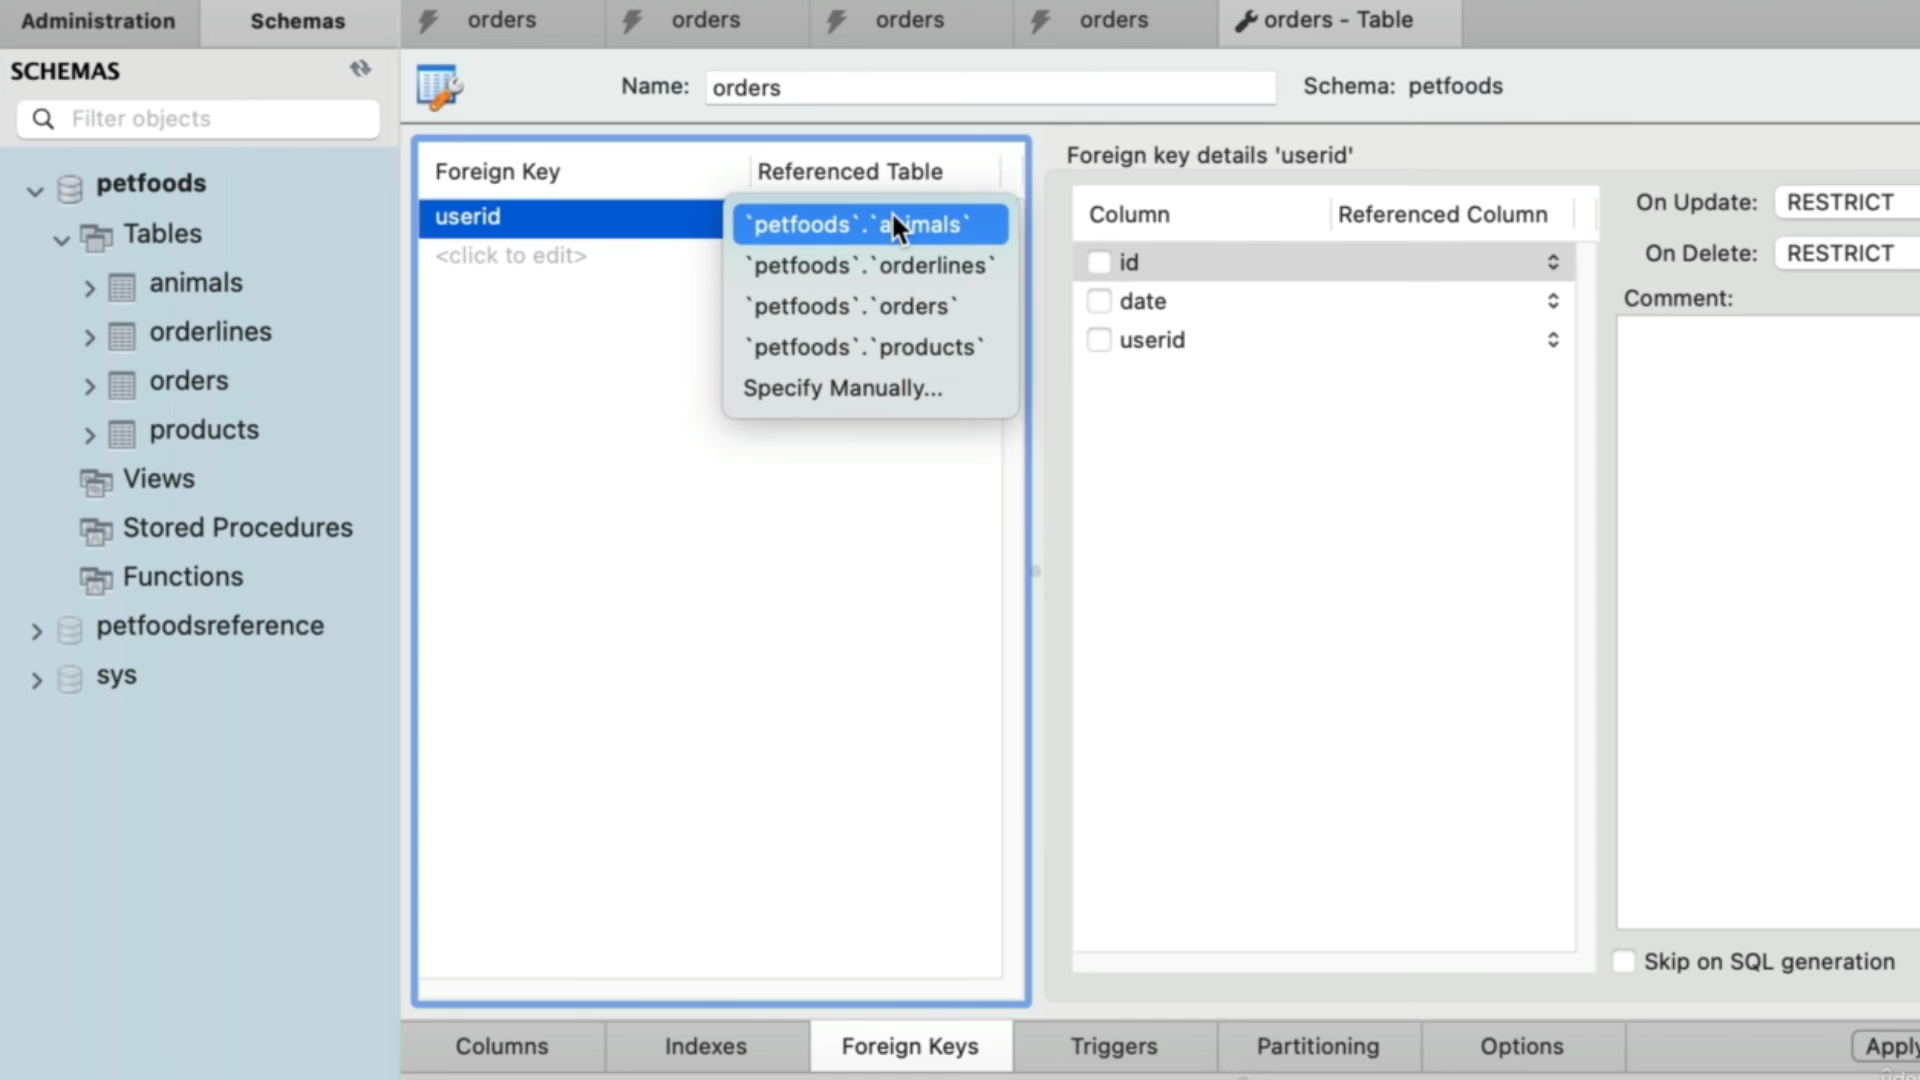 Administration
Schemas
orders
orders
orders
orders
orders - Table
SCHEMAS
Filter objects
petfoods
Tables
animals
orderlines
orders
products
Views
Stored Procedures
Functions
petfoodsreference
sys
Name: orders
Schema: petfoods
Foreign Key
Referenced Table
userid
<click to edit>
`petfoods`.`animals`
`petfoods`.`orderlines`
`petfoods`.`orders`
`petfoods`.`products`
Specify Manually...
Foreign key details 'userid'
Column
Referenced Column
id
date
userid
On Update: RESTRICT
On Delete: RESTRICT
Comment:
Skip on SQL generation
Columns
Indexes
Foreign Keys
Triggers
Partitioning
Options
Apply